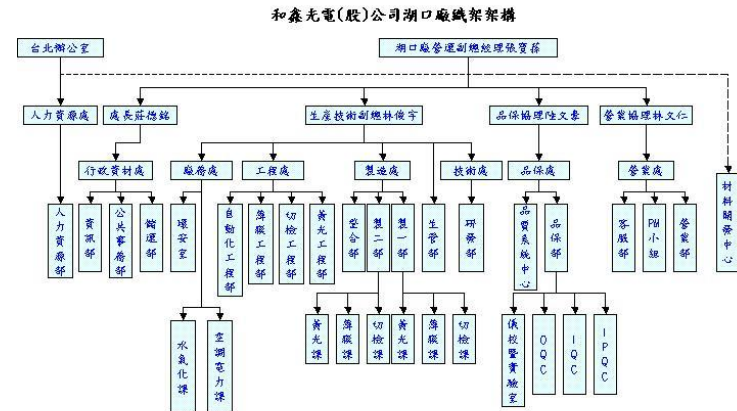 和鑫光電(股)公司湖口廠織架架構
台北辦公室
湖口廠營運副總經理張寶葆
人力資源處
處長莊德銘
生產技術副總林俊宇
品保協理陸文豪
營業協理林文仁
行政資材處
廠務處
工程處
製造處
技術處
品保處
營業處
材料開發中心
人力資源部
資訊部
公共事務部
儲運部
環安室
自動化工程部
薄膜工程部
切檢工程部
黃光工程部
整合部
製二部
製一部
生管部
研發部
品質系統中心
品保部
客服部
PM小組
營業部
水氣化課
空調電力課
黃光課
薄膜課
切檢課
黃光課
薄膜課
切檢課
儀校暨實驗室
OQC
IQC
IPQC